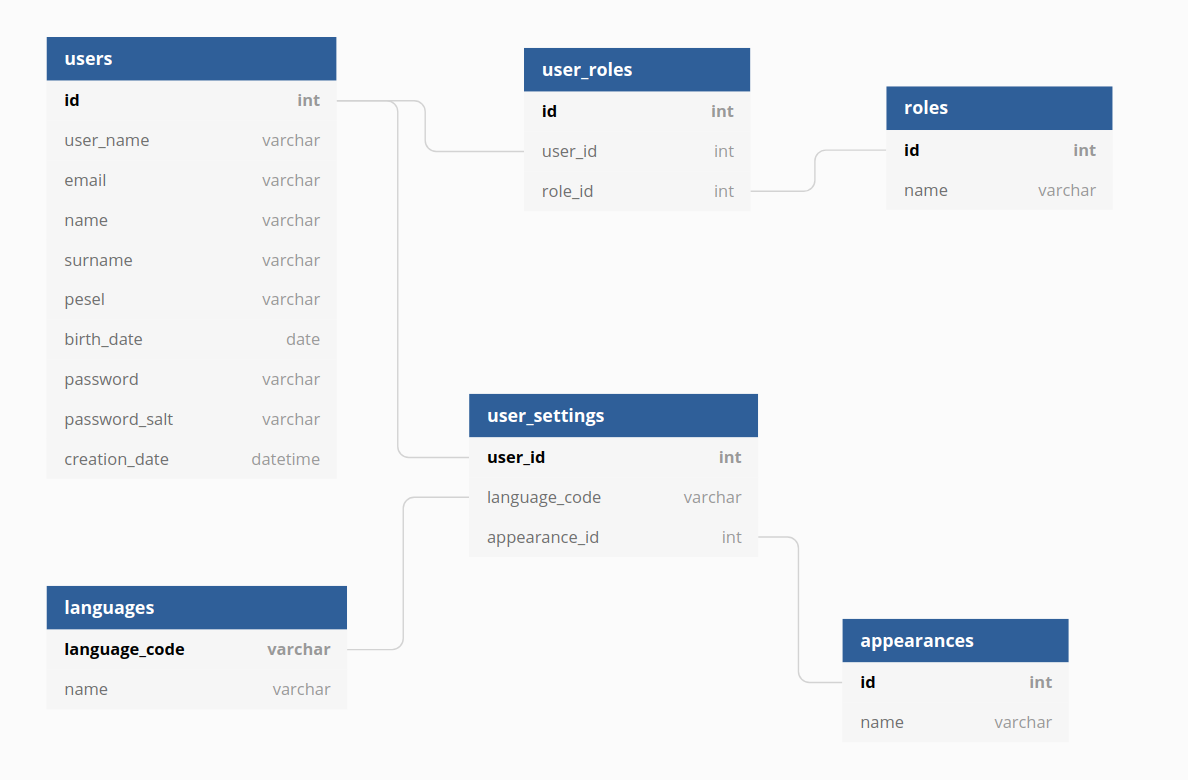 users
id int
user_name varchar
email varchar
name varchar
surname varchar
pesel varchar
birth_date date
password varchar
password_salt varchar
creation_date datetime
user_roles
id int
user_id int
role_id int
roles
id int
name varchar
user_settings
user_id int
language_code varchar
appearance_id int
languages
language_code varchar
name varchar
appearances
id int
name varchar